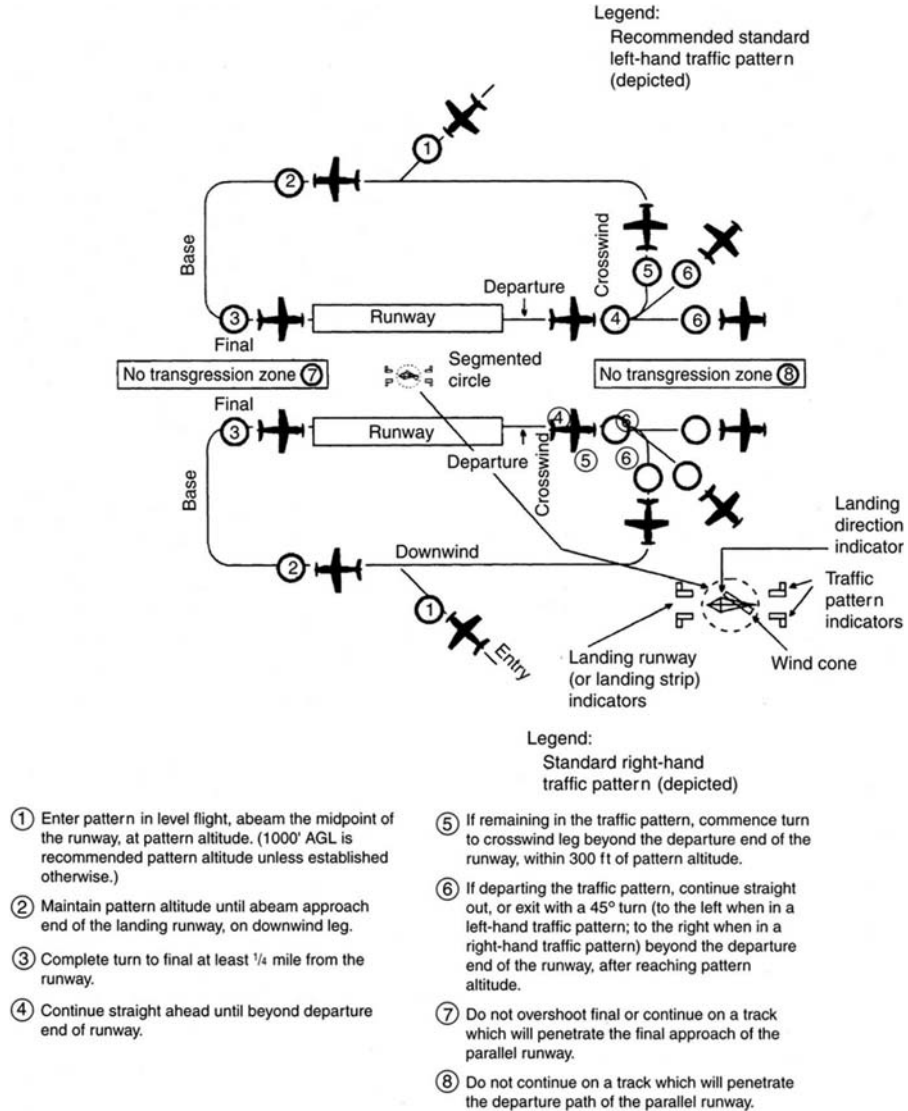 Legend:
Recommended standard
left-hand traffic pattern
(depicted)
1
2
Base
Crosswind
5
6
Departure
3
Runway
4
6
Final
No transgression zone 7
Segmented
circle
No transgression zone 8
Final
3
Runway
4
6
Departure
Crosswind
5
6
Base
2
Downwind
1
Entry
Landing
direction
indicator
Traffic
pattern
indicators
Landing runway
(or landing strip)
indicators
Wind cone
Legend:
Standard right-hand
traffic pattern (depicted)
1 Enter pattern in level flight, abeam the midpoint of
the runway, at pattern altitude. (1000' AGL is
recommended pattern altitude unless established
otherwise.)
2 Maintain pattern altitude until abeam approach
end of the landing runway, on downwind leg.
3 Complete turn to final at least 1/4 mile from the
runway.
4 Continue straight ahead until beyond departure
end of runway.
5 If remaining in the traffic pattern, commence turn
to crosswind leg beyond the departure end of the
runway, within 300 ft of pattern altitude.
6 If departing the traffic pattern, continue straight
out, or exit with a 45° turn (to the left when in a
left-hand traffic pattern; to the right when in a
right-hand traffic pattern) beyond the departure
end of the runway, after reaching pattern
altitude.
7 Do not overshoot final or continue on a track
which will penetrate the final approach of the
parallel runway.
8 Do not continue on a track which will penetrate
the departure path of the parallel runway.